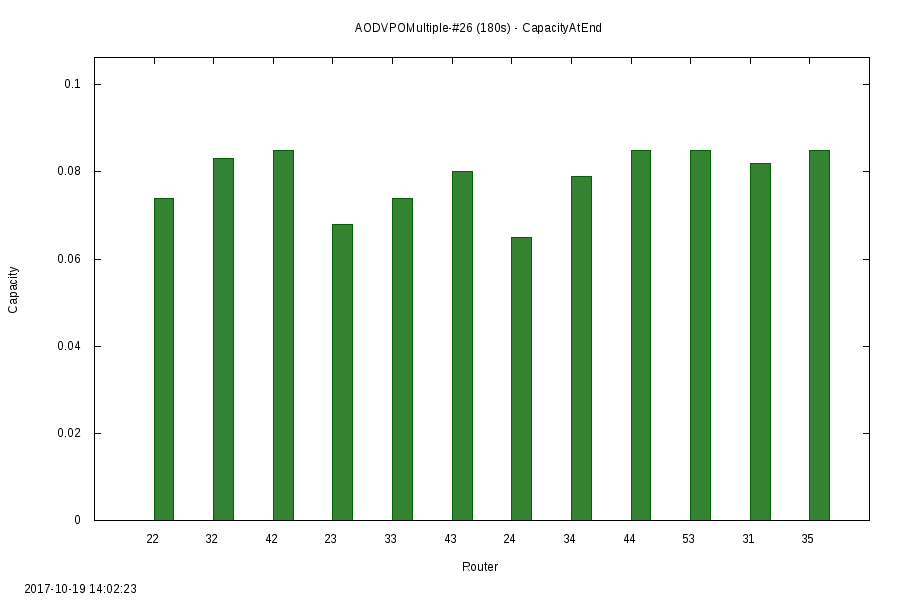 AODVPOMultiple-#26 (180s) - CapacityAtEnd
0.1
0.08
0.06
0.04
0.02
0
Capacity
22 32 42 23 33 43 24 34 44 53 31 35
Router
2017-10-19 14:02:23